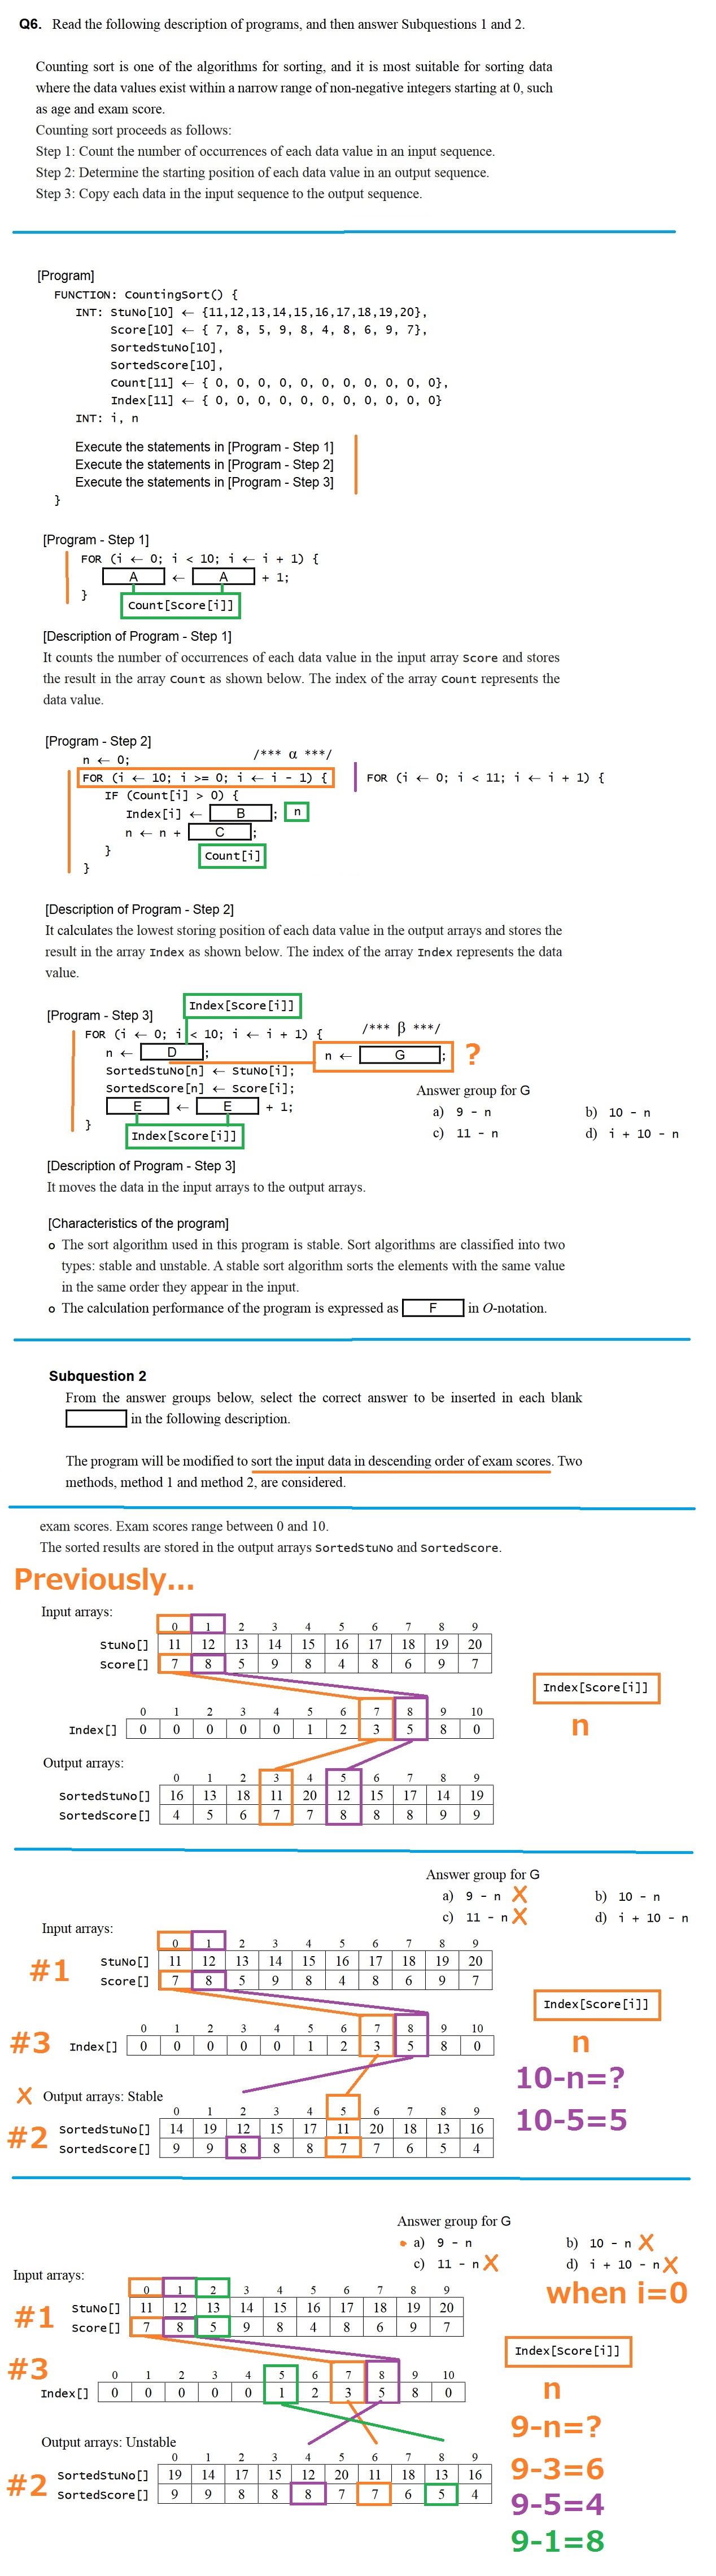 Q6. Read the following description of programs, and then answer Subquestions 1 and 2.
Counting sort is one of the algorithms for sorting, and it is most suitable for sorting data
where the data values exist within a narrow range of non-negative integers starting at 0, such
as age and exam score.
Counting sort proceeds as follows:
Step 1: Count the number of occurrences of each data value in an input sequence.
Step 2: Determine the starting position of each data value in an output sequence.
Step 3: Copy each data in the input sequence to the output sequence.
[Program]
FUNCTION: CountingSort() {
INT: StuNo[10] ← {11,12,13,14,15,16,17,18,19,20},
Score[10] ← { 7, 8, 5, 9, 8, 4, 8, 6, 9, 7},
SortedStuNo[10],
SortedScore[10],
Count[11] ← { 0, 0, 0, 0, 0, 0, 0, 0, 0, 0, 0},
Index[11] ← { 0, 0, 0, 0, 0, 0, 0, 0, 0, 0, 0}
INT: i, n
Execute the statements in [Program - Step 1]
Execute the statements in [Program - Step 2]
Execute the statements in [Program - Step 3]
}
[Program - Step 1]
FOR (i ← 0; i < 10; i ← i + 1) {
A ← A + 1;
}
Count[Score[i]]
[Description of Program - Step 1]
It counts the number of occurrences of each data value in the input array Score and stores
the result in the array Count as shown below. The index of the array Count represents the
data value.
[Program - Step 2]
n ← 0; /*** α ***/
FOR (i ← 10; i >= 0; i ← i - 1) { FOR (i ← 0; i < 11; i ← i + 1) {
IF (Count[i] > 0) {
Index[i] ← B ; n
n ← n + C ;
}
Count[i]
}
[Description of Program - Step 2]
It calculates the lowest storing position of each data value in the output arrays and stores the
result in the array Index as shown below. The index of the array Index represents the data
value.
Index[Score[i]]
[Program - Step 3]
FOR (i ← 0; i < 10; i ← i + 1) { /*** β ***/
n ← D ; n ← G ; ?
SortedStuNo[n] ← StuNo[i];
SortedScore[n] ← Score[i]; Answer group for G
E ← E + 1; a) 9 - n b) 10 - n
}
Index[Score[i]] c) 11 - n d) i + 10 - n
[Description of Program - Step 3]
It moves the data in the input arrays to the output arrays.
[Characteristics of the program]
o The sort algorithm used in this program is stable. Sort algorithms are classified into two
types: stable and unstable. A stable sort algorithm sorts the elements with the same value
in the same order they appear in the input.
o The calculation performance of the program is expressed as F in O-notation.
Subquestion 2
From the answer groups below, select the correct answer to be inserted in each blank
in the following description.
The program will be modified to sort the input data in descending order of exam scores. Two
methods, method 1 and method 2, are considered.
exam scores. Exam scores range between 0 and 10.
The sorted results are stored in the output arrays SortedStuNo and SortedScore.
Previously...
Input arrays:
0 1 2 3 4 5 6 7 8 9
StuNo[] 11 12 13 14 15 16 17 18 19 20
Score[] 7 8 5 9 8 4 8 6 9 7
Index[Score[i]]
0 1 2 3 4 5 6 7 8 9 10
Index[] 0 0 0 0 0 1 2 3 5 8 0
n
Output arrays:
0 1 2 3 4 5 6 7 8 9
SortedStuNo[] 16 13 18 11 20 12 15 17 14 19
SortedScore[] 4 5 6 7 7 8 8 8 9 9
Answer group for G
a) 9 - n X b) 10 - n
c) 11 - n X d) i + 10 - n
Input arrays:
0 1 2 3 4 5 6 7 8 9
#1 StuNo[] 11 12 13 14 15 16 17 18 19 20
Score[] 7 8 5 9 8 4 8 6 9 7
Index[Score[i]]
0 1 2 3 4 5 6 7 8 9 10
#3 Index[] 0 0 0 0 0 1 2 3 5 8 0
n
10-n=?
X Output arrays: Stable
0 1 2 3 4 5 6 7 8 9
10-5=5
#2 SortedStuNo[] 14 19 12 15 17 11 20 18 13 16
SortedScore[] 9 9 8 8 8 7 7 6 5 4
Answer group for G
a) 9 - n b) 10 - n X
c) 11 - n X d) i + 10 - n X
Input arrays:
when i=0
0 1 2 3 4 5 6 7 8 9
#1 StuNo[] 11 12 13 14 15 16 17 18 19 20
Score[] 7 8 5 9 8 4 8 6 9 7
Index[Score[i]]
#3
0 1 2 3 4 5 6 7 8 9 10
Index[] 0 0 0 0 0 1 2 3 5 8 0
n
9-n=?
Output arrays: Unstable
0 1 2 3 4 5 6 7 8 9
#2 SortedStuNo[] 19 14 17 15 12 20 11 18 13 16
SortedScore[] 9 9 8 8 8 7 7 6 5 4
9-3=6
9-5=4
9-1=8